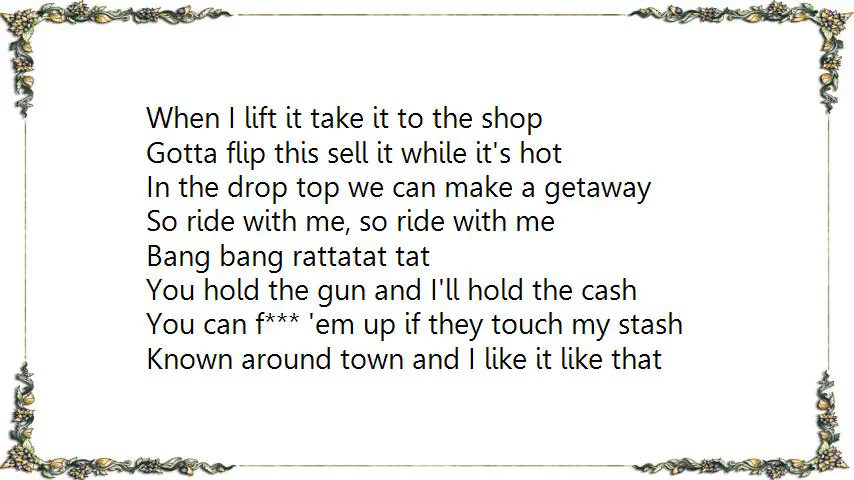 When I lift it take it to the shop
Gotta flip this sell it while it's hot
In the drop top we can make a getaway
So ride with me, so ride with me
Bang bang rattatat tat
You hold the gun and I'll hold the cash
You can f*** 'em up if they touch my stash
Known around town and I like it like that